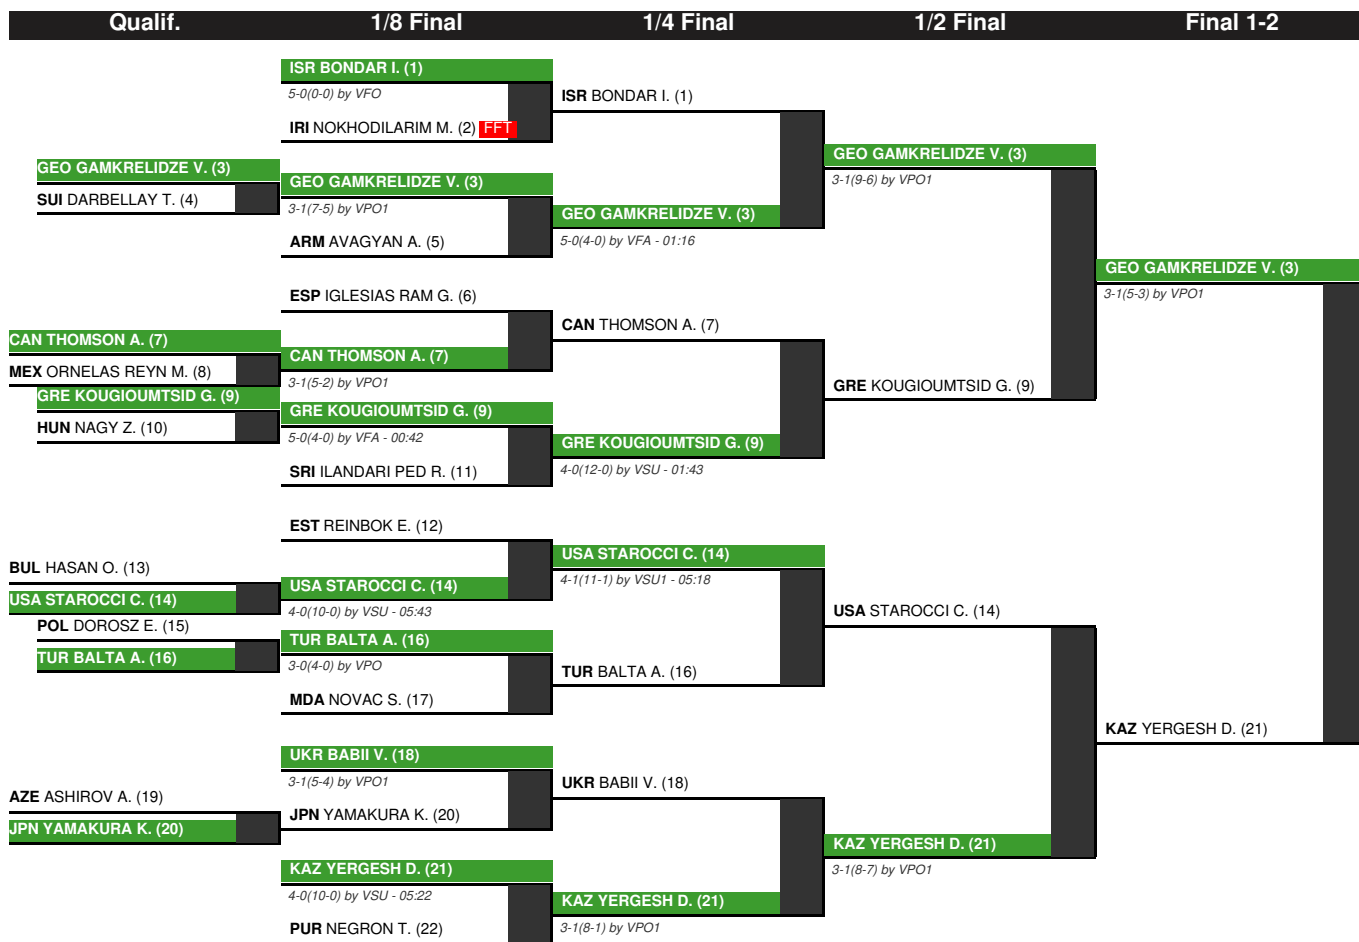 Qualif.
1/8 Final
1/4 Final
1/2 Final
Final 1-2
GEO GAMKRELIDZE V. (3)
SUI DARBELLAY T. (4)
CAN THOMSON A. (7)
MEX ORNELAS REYN M. (8)
GRE KOUGIOUMTSID G. (9)
HUN NAGY Z. (10)
BUL HASAN O. (13)
USA STAROCCI C. (14)
POL DOROSZ E. (15)
TUR BALTA A. (16)
AZE ASHIROV A. (19)
JPN YAMAKURA K. (20)
ISR BONDAR I. (1)
5-0(0-0) by VFO
IRI NOKHODILARIM M. (2) FFT
GEO GAMKRELIDZE V. (3)
3-1(7-5) by VPO1
ARM AVAGYAN A. (5)
ESP IGLESIAS RAM G. (6)
CAN THOMSON A. (7)
3-1(5-2) by VPO1
GRE KOUGIOUMTSID G. (9)
5-0(4-0) by VFA - 00:42
SRI ILANDARI PED R. (11)
EST REINBOK E. (12)
USA STAROCCI C. (14)
4-0(10-0) by VSU - 05:43
TUR BALTA A. (16)
3-0(4-0) by VPO
MDA NOVAC S. (17)
UKR BABII V. (18)
3-1(5-4) by VPO1
JPN YAMAKURA K. (20)
KAZ YERGESH D. (21)
4-0(10-0) by VSU - 05:22
PUR NEGRON T. (22)
ISR BONDAR I. (1)
GEO GAMKRELIDZE V. (3)
5-0(4-0) by VFA - 01:16
CAN THOMSON A. (7)
GRE KOUGIOUMTSID G. (9)
4-0(12-0) by VSU - 01:43
USA STAROCCI C. (14)
4-1(11-1) by VSU1 - 05:18
TUR BALTA A. (16)
UKR BABII V. (18)
KAZ YERGESH D. (21)
3-1(8-1) by VPO1
GEO GAMKRELIDZE V. (3)
3-1(9-6) by VPO1
GRE KOUGIOUMTSID G. (9)
USA STAROCCI C. (14)
KAZ YERGESH D. (21)
3-1(8-7) by VPO1
GEO GAMKRELIDZE V. (3)
3-1(5-3) by VPO1
KAZ YERGESH D. (21)